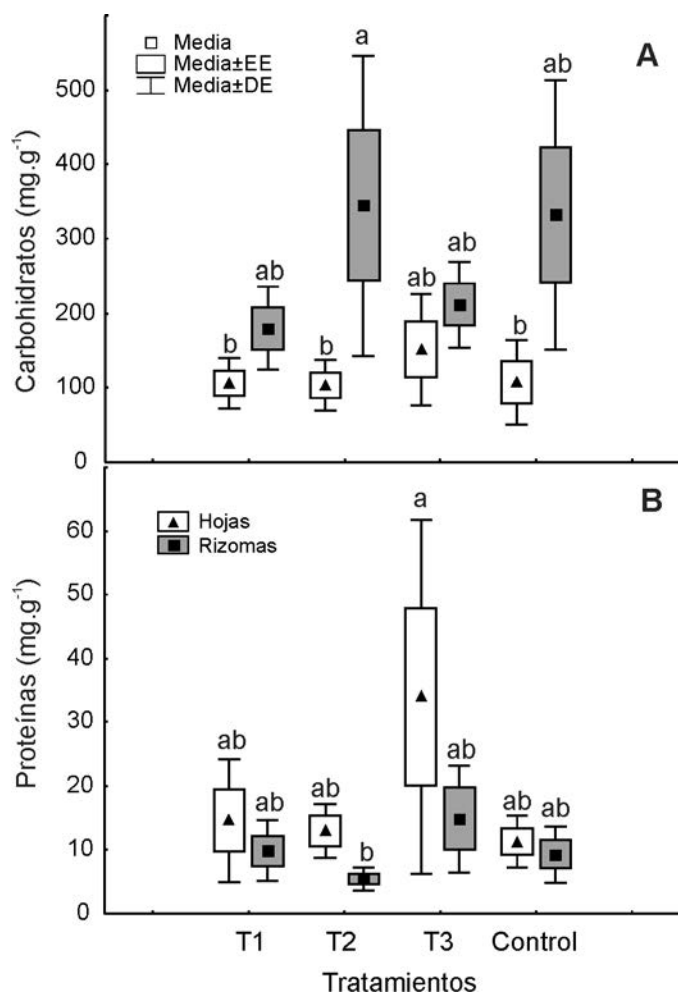 Media
Media±EE
Media±DE
A
a
ab
ab
ab
ab
b
b
b
500
400
300
200
100
0
Carbohidratos (mg.g⁻¹)
B
Hojas
Rizomas
a
ab
ab
ab
b
ab
ab
ab
60
50
40
30
20
10
0
Proteínas (mg.g⁻¹)
T1 T2 T3 Control
Tratamientos